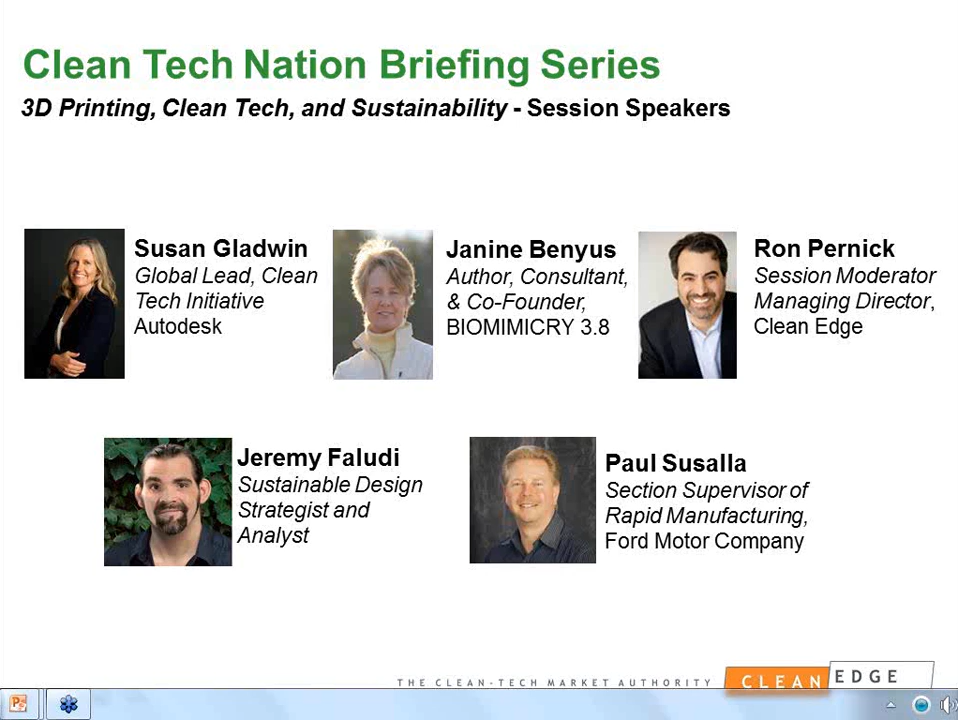 Clean Tech Nation Briefing Series
3D Printing, Clean Tech, and Sustainability - Session Speakers
Susan Gladwin
Global Lead, Clean
Tech Initiative
Autodesk
Janine Benyus
Author, Consultant,
& Co-Founder,
BIOMIMICRY 3.8
Ron Pernick
Session Moderator
Managing Director,
Clean Edge
Jeremy Faludi
Sustainable Design
Strategist and
Analyst
Paul Susalla
Section Supervisor of
Rapid Manufacturing,
Ford Motor Company
THE CLEAN-TECH MARKET AUTHORITY
CLEAN EDGE